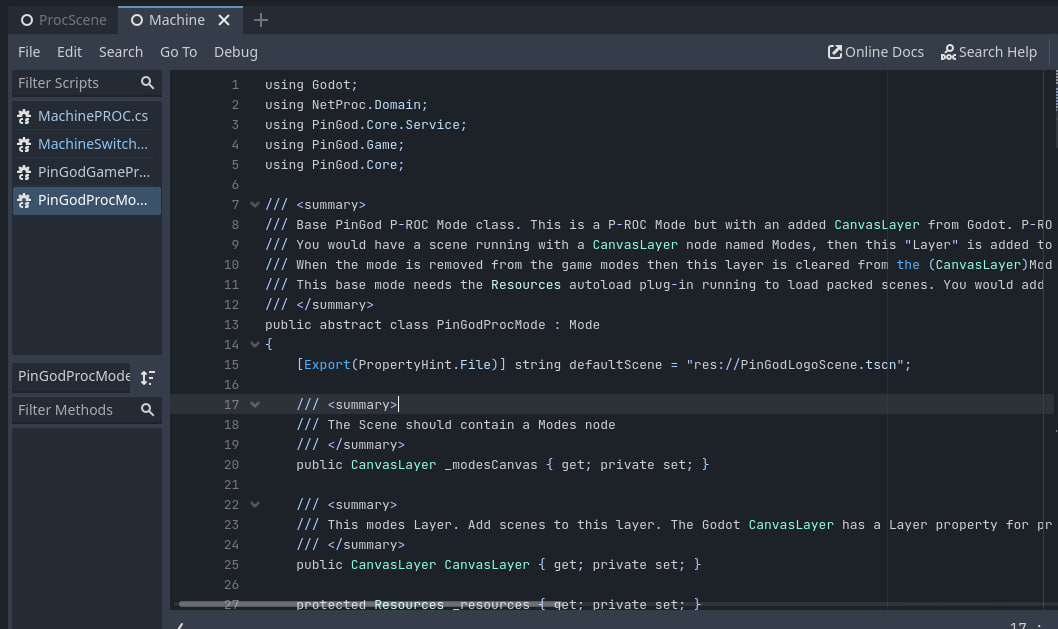 ProcScene
Machine
File Edit Search Go To Debug
Online Docs
Search Help
Filter Scripts
MachinePROC.cs
MachineSwitch...
PinGodGamePr...
PinGodProcMo...
PinGodProcMode
Filter Methods
1 using Godot;
2 using NetProc.Domain;
3 using PinGod.Core.Service;
4 using PinGod.Game;
5 using PinGod.Core;
6
7 /// <summary>
8 /// Base PinGod P-ROC Mode class. This is a P-ROC Mode but with an added CanvasLayer from Godot. P-RO
9 /// You would have a scene running with a CanvasLayer node named Modes, then this "Layer" is added to
10 /// When the mode is removed from the game modes then this layer is cleared from the (CanvasLayer)Mod
11 /// This base mode needs the Resources autoload plug-in running to load packed scenes. You would add
12 /// </summary>
13 public abstract class PinGodProcMode : Mode
14 {
15 [Export(PropertyHint.File)] string defaultScene = "res://PinGodLogoScene.tscn";
16
17 /// <summary>
18 /// The Scene should contain a Modes node
19 /// </summary>
20 public CanvasLayer _modesCanvas { get; private set; }
21
22 /// <summary>
23 /// This modes Layer. Add scenes to this layer. The Godot CanvasLayer has a Layer property for pr
24 /// </summary>
25 public CanvasLayer CanvasLayer { get; private set; }
26
27 protected Resources _resources { get; private set; }
17 :